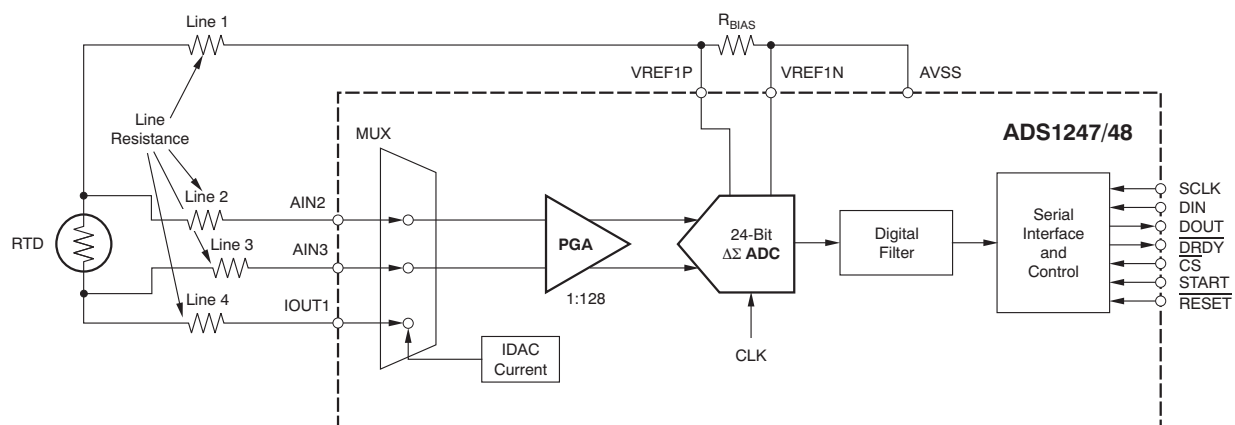 Line 1
R_BIAS
VREF1P
VREF1N
AVSS
ADS1247/48
MUX
Line
Resistance
Line 2
AIN2
RTD
Line 3
AIN3
PGA
1:128
24-Bit
ΔΣ ADC
Digital
Filter
Serial
Interface
and
Control
SCLK
DIN
DOUT
DRDY
CS
START
RESET
Line 4
IOUT1
IDAC
Current
CLK